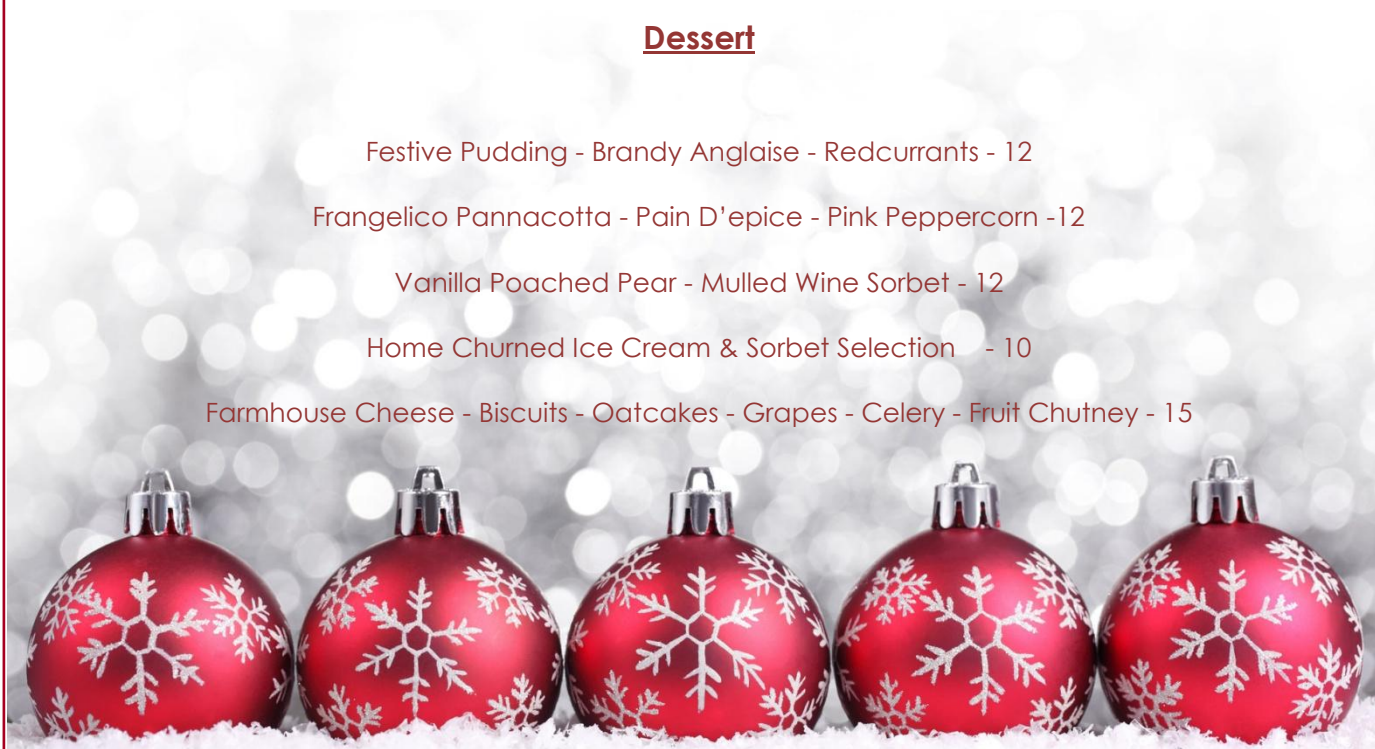 Dessert
Festive Pudding - Brandy Anglaise - Redcurrants - 12
Frangelico Pannacotta - Pain D’epice - Pink Peppercorn -12
Vanilla Poached Pear - Mulled Wine Sorbet - 12
Home Churned Ice Cream & Sorbet Selection - 10
Farmhouse Cheese - Biscuits - Oatcakes - Grapes - Celery - Fruit Chutney - 15